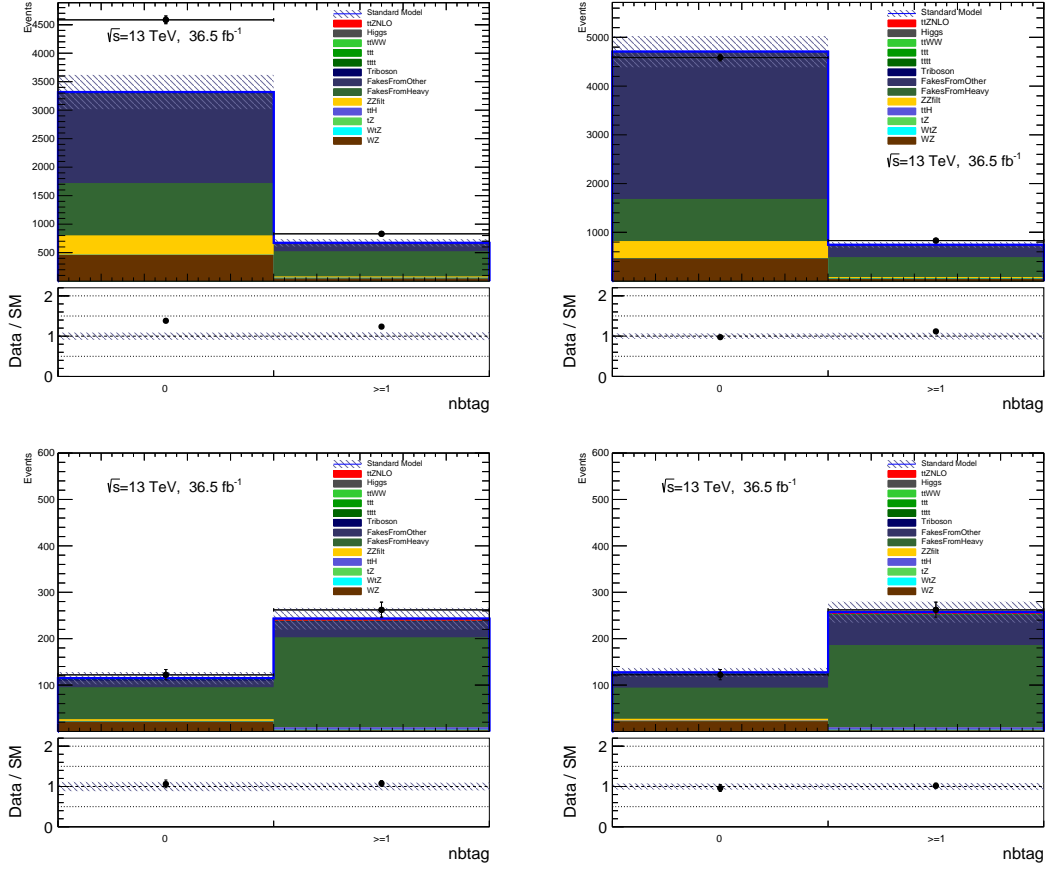 Events
4500
4000
3500
3000
2500
2000
1500
1000
500
√s=13 TeV, 36.5 fb-1
Standard Model
ttZNLO
Higgs
ttWW
ttt
tttt
Triboson
FakesFromOther
FakesFromHeavy
ZZfilt
ttH
tZ
WtZ
WZ
Data / SM
2
1
0
0
>=1
nbtag
Events
5000
4000
3000
2000
1000
Standard Model
ttZNLO
Higgs
ttWW
ttt
tttt
Triboson
FakesFromOther
FakesFromHeavy
ZZfilt
ttH
tZ
WtZ
WZ
√s=13 TeV, 36.5 fb-1
Data / SM
2
1
0
0
>=1
nbtag
Events
600
500
400
300
200
100
√s=13 TeV, 36.5 fb-1
Standard Model
ttZNLO
Higgs
ttWW
ttt
tttt
Triboson
FakesFromOther
FakesFromHeavy
ZZfilt
ttH
tZ
WtZ
WZ
Data / SM
2
1
0
0
>=1
nbtag
Events
600
500
400
300
200
100
√s=13 TeV, 36.5 fb-1
Standard Model
ttZNLO
Higgs
ttWW
ttt
tttt
Triboson
FakesFromOther
FakesFromHeavy
ZZfilt
ttH
tZ
WtZ
WZ
Data / SM
2
1
0
0
>=1
nbtag